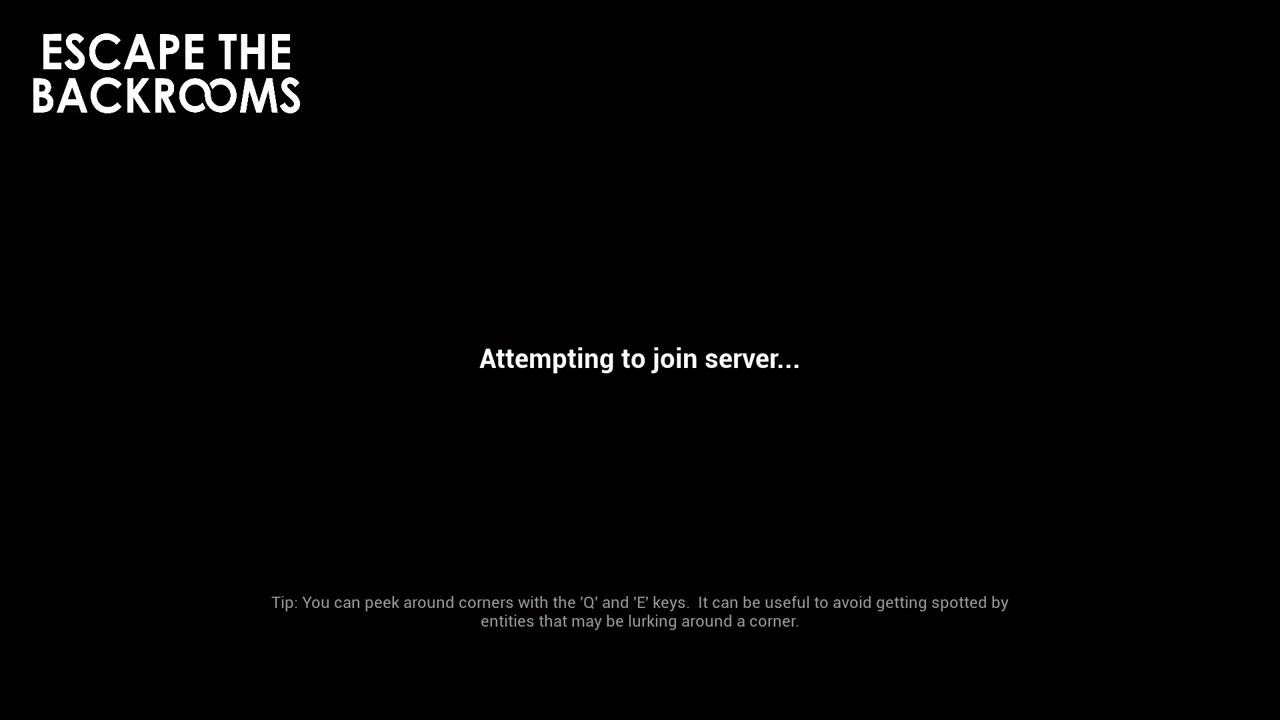 ESCAPE THE
BACKROOMS
Attempting to join server...
Tip: You can peek around corners with the 'Q' and 'E' keys.  It can be useful to avoid getting spotted by
entities that may be lurking around a corner.